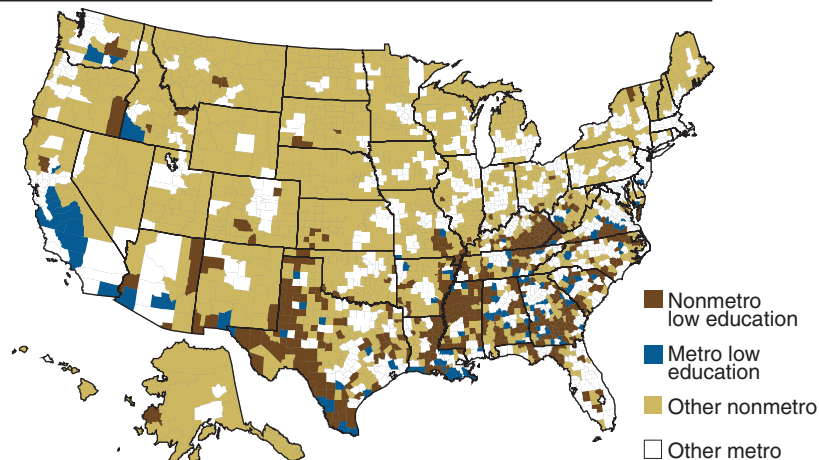 Nonmetro
low education
Metro low
education
Other nonmetro
Other metro